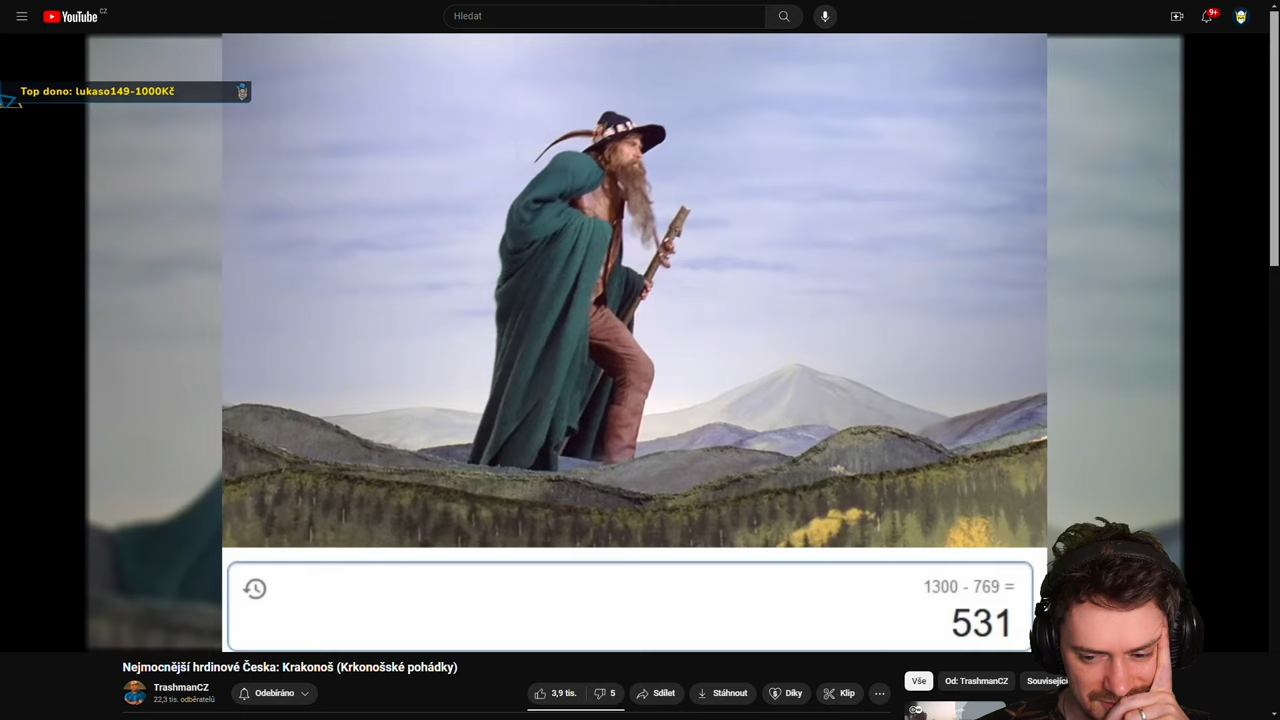 YouTube CZ
Hledat
9+
Top dono: lukaso149-1000Kč
1300 - 769 =
531
Nejmocnější hrdinové Česka: Krakonoš (Krkonošské pohádky)
TrashmanCZ
22,3 tis. odběratelů
Odebíráno
3,9 tis.
5
Sdílet
Stáhnout
Díky
Klip
Vše
Od: TrashmanCZ
Souvisejíc